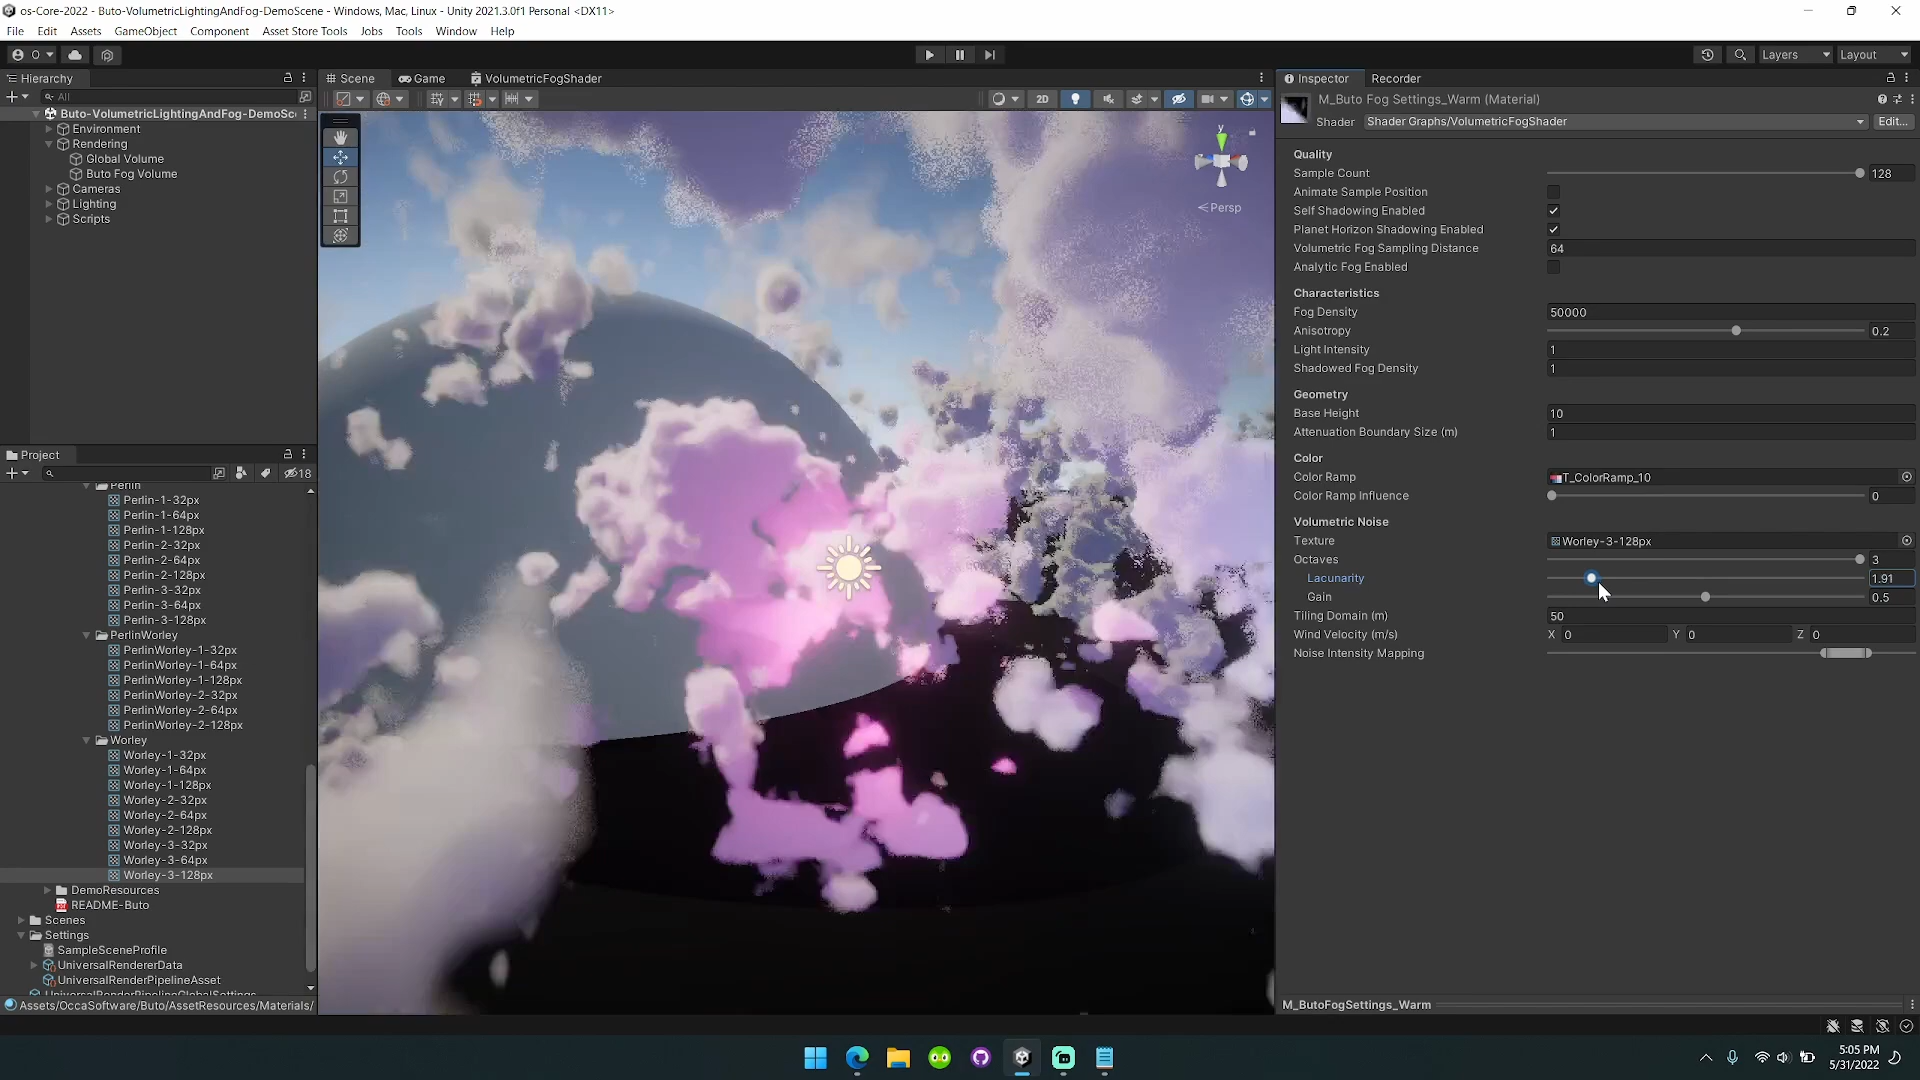 os-Core-2022 - Buto-VolumetricLightingAndFog-DemoScene - Windows, Mac, Linux - Unity 2021.3.0f1 Personal <DX11>
File Edit Assets GameObject Component Asset Store Tools Jobs Tools Window Help
O Layers Layout
Hierarchy
All
Buto-VolumetricLightingAndFog-DemoSce
Environment
Rendering
Global Volume
Buto Fog Volume
Cameras
Lighting
Scripts
Project
18
Perlin
Perlin-1-32px
Perlin-1-64px
Perlin-1-128px
Perlin-2-32px
Perlin-2-64px
Perlin-2-128px
Perlin-3-32px
Perlin-3-64px
Perlin-3-128px
PerlinWorley
PerlinWorley-1-32px
PerlinWorley-1-64px
PerlinWorley-1-128px
PerlinWorley-2-32px
PerlinWorley-2-64px
PerlinWorley-2-128px
Worley
Worley-1-32px
Worley-1-64px
Worley-1-128px
Worley-2-32px
Worley-2-64px
Worley-2-128px
Worley-3-32px
Worley-3-64px
Worley-3-128px
DemoResources
README-Buto
Scenes
Settings
SampleSceneProfile
UniversalRendererData
UniversalRenderPipelineAsset
UniversalRenderPipelineGlobalSettings
Assets/OccaSoftware/Buto/AssetResources/Materials/
Scene Game VolumetricFogShader
2D
y
Persp
Inspector Recorder
M_Buto Fog Settings_Warm (Material)
Shader Shader Graphs/VolumetricFogShader Edit...
Quality
Sample Count 128
Animate Sample Position
Self Shadowing Enabled
Planet Horizon Shadowing Enabled
Volumetric Fog Sampling Distance 64
Analytic Fog Enabled
Characteristics
Fog Density 50000
Anisotropy 0.2
Light Intensity 1
Shadowed Fog Density 1
Geometry
Base Height 10
Attenuation Boundary Size (m) 1
Color
Color Ramp T_ColorRamp_10
Color Ramp Influence 0
Volumetric Noise
Texture Worley-3-128px
Octaves 3
Lacunarity 1.91
Gain 0.5
Tiling Domain (m) 50
Wind Velocity (m/s) X 0 Y 0 Z 0
Noise Intensity Mapping
M_ButoFogSettings_Warm
5:05 PM
5/31/2022